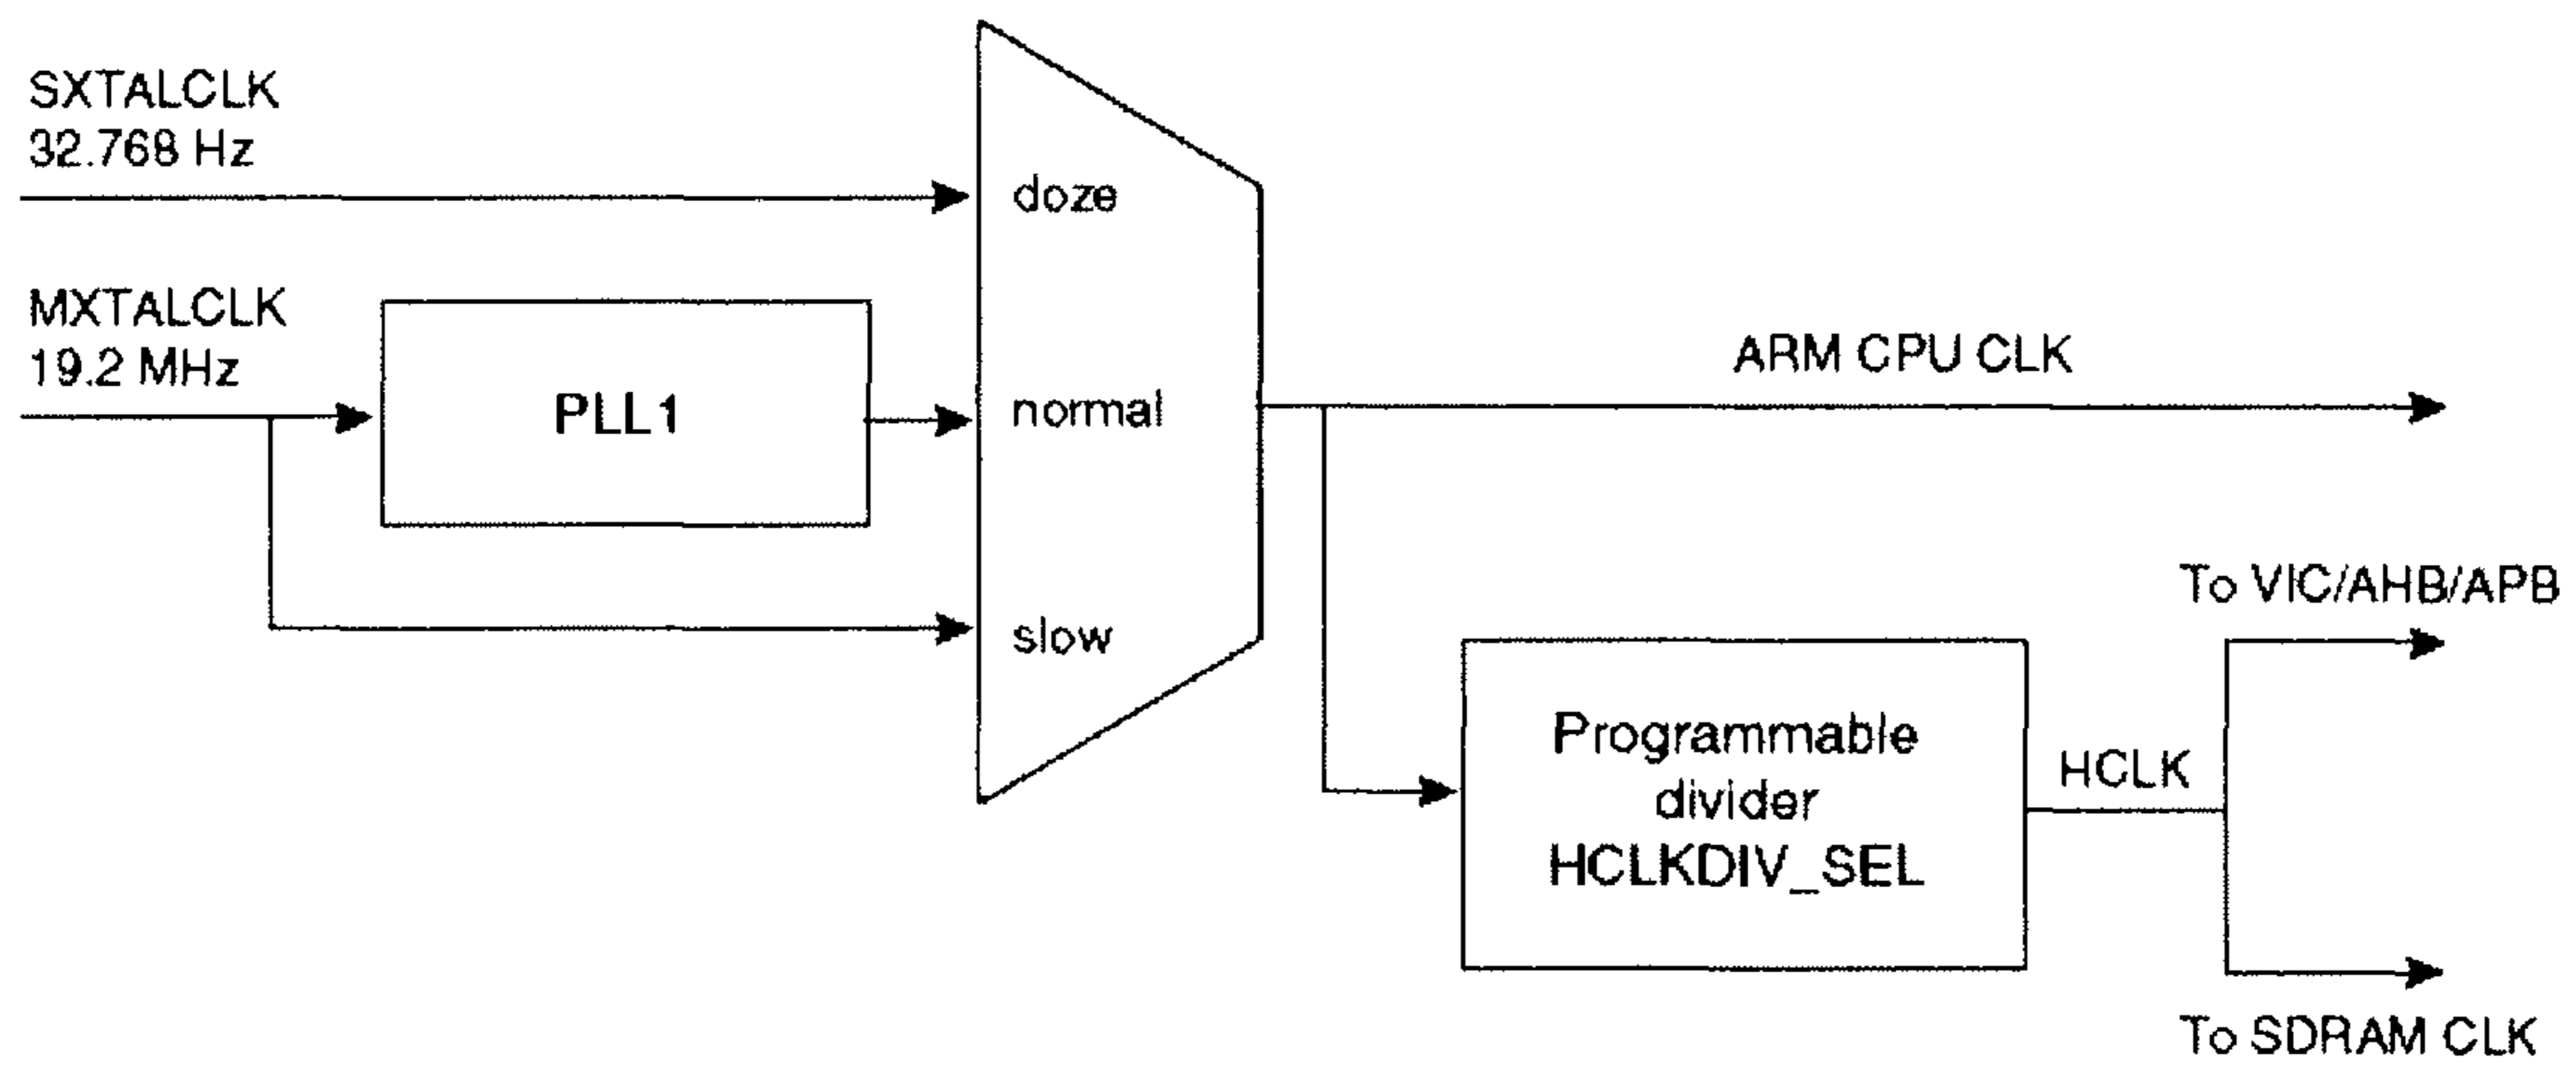 SXTALCLK
32.768 Hz
doze
MXTALCLK
19.2 MHz
PLL1
normal
ARM CPU CLK
slow
To VIC/AHB/APB
Programmable
divider
HCLKDIV_SEL
HCLK
To SDRAM CLK